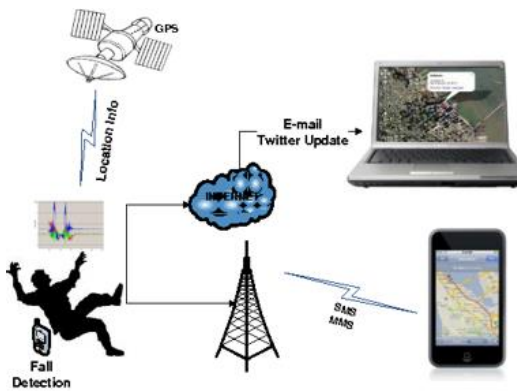 GPS
Location Info
E-mail
Twitter Update
INTERNET
SMS
MMS
Fall
Detection